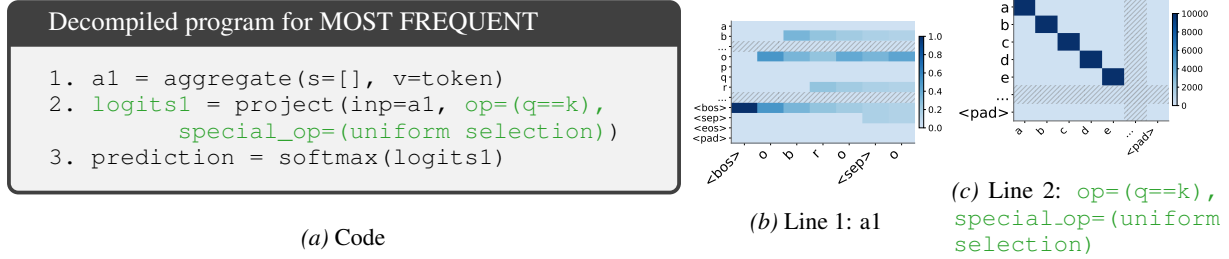 Decompiled program for MOST FREQUENT
1. a1 = aggregate(s=[], v=token)
2. logits1 = project(inp=a1, op=(q==k),
special_op=(uniform selection))
3. prediction = softmax(logits1)
(a) Code
a
b
...
o
p
q
r
...
<bos>
<sep>
<eos>
<pad>
<bos>
o
b
r
o
<sep>
o
1.0
0.8
0.6
0.4
0.2
0.0
(b) Line 1: a1
a
b
c
d
e
...
<pad>
a
b
c
d
e
...
<pad>
10000
8000
6000
4000
2000
0
(c) Line 2: op=(q==k),
special_op=(uniform
selection)